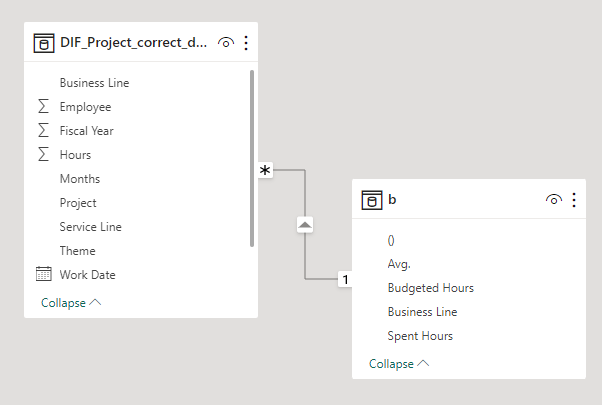 DIF_Project_correct_d...
Business Line
Employee
Fiscal Year
Hours
Months
Project
Service Line
Theme
Work Date
Collapse
*
1
b
()
Avg.
Budgeted Hours
Business Line
Spent Hours
Collapse